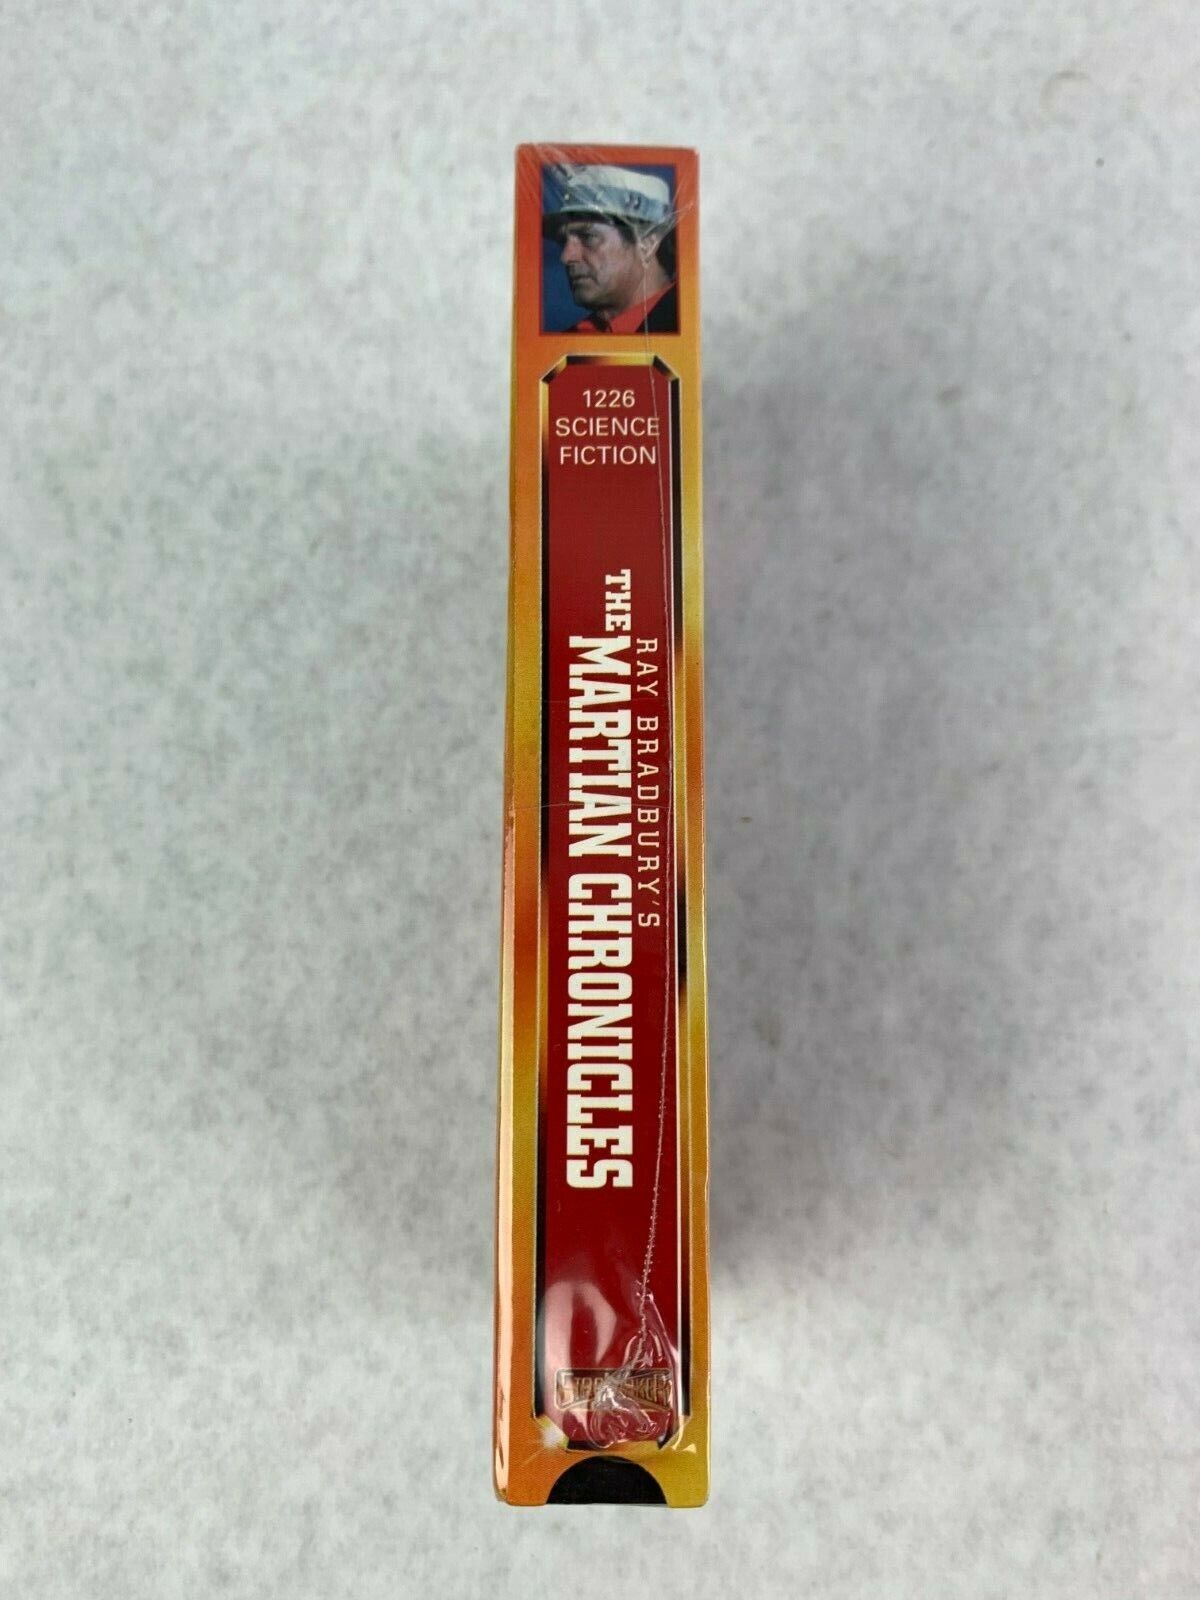 1226
SCIENCE
FICTION
RAY BRADBURY'S
THE MARTIAN CHRONICLES